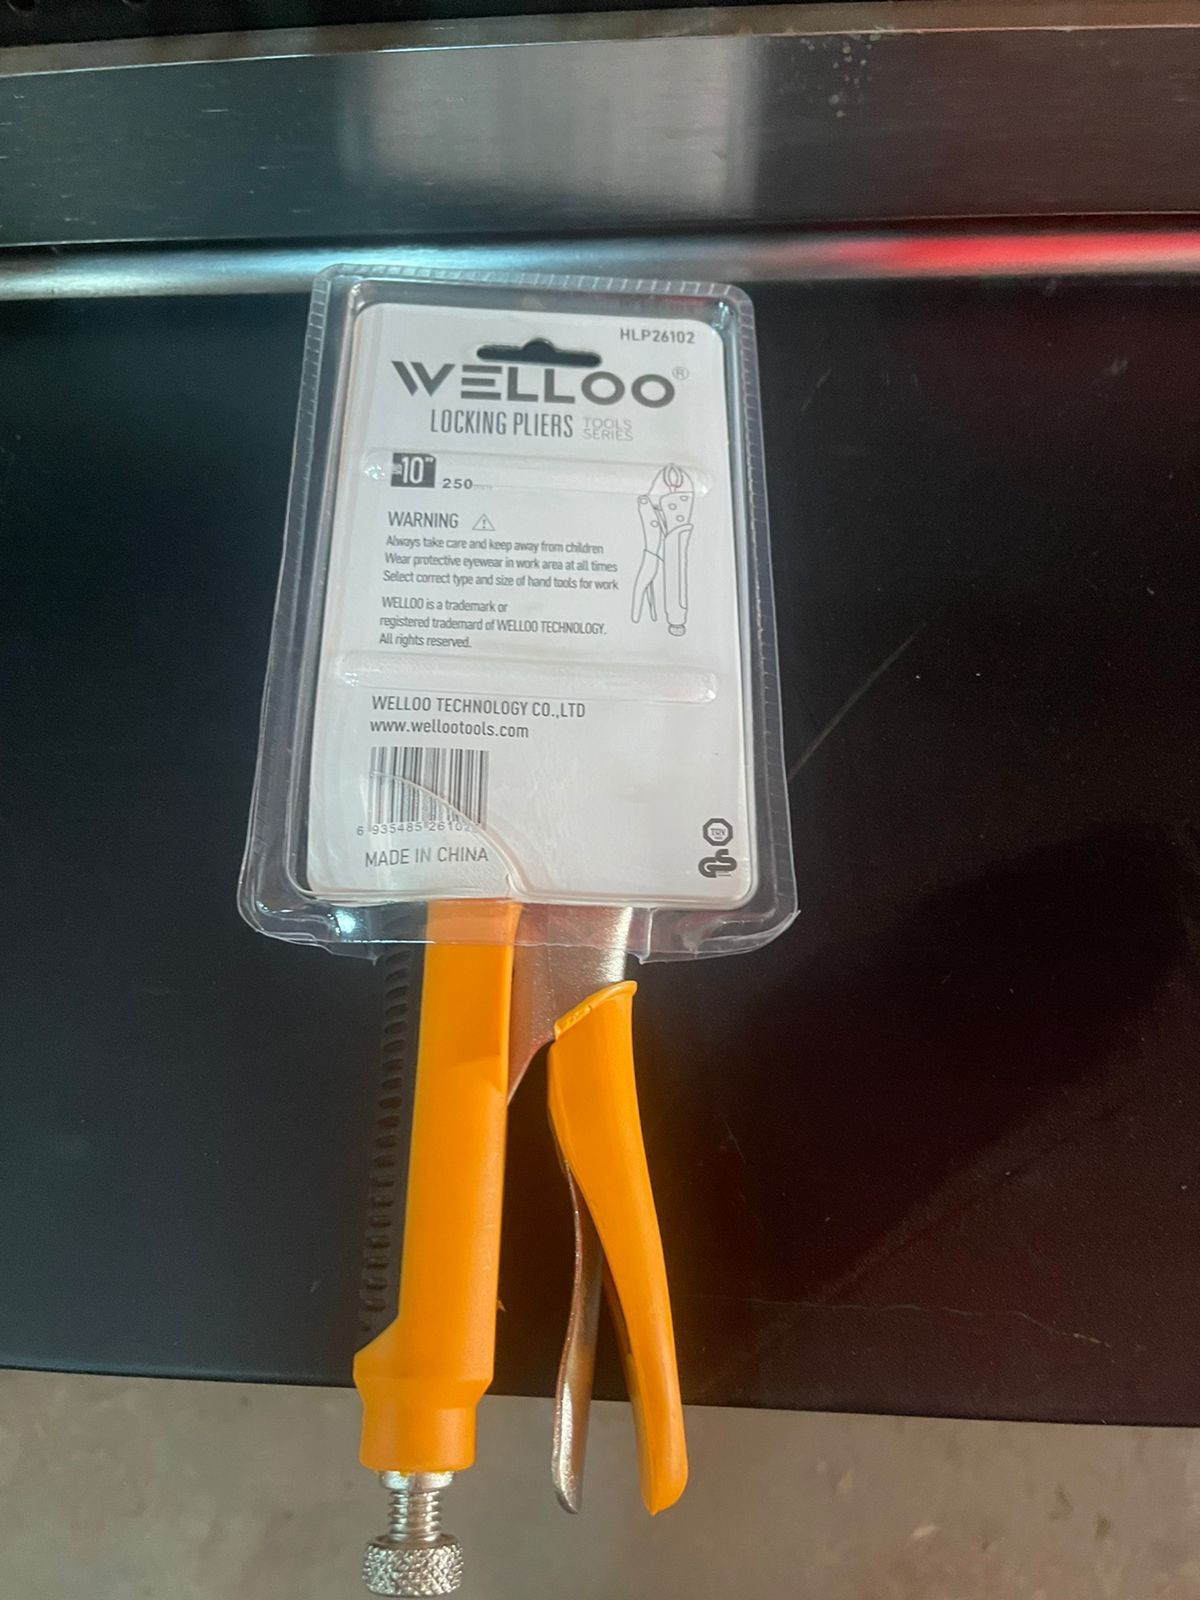 HLP26102
WELLOO®
LOCKING PLIERS TOOLS
SERIES
10"
250mm
WARNING
Always take care and keep away from children
Wear protective eyewear in work area at all times
Select correct type and size of hand tools for work
WELLOO is a trademark or
registered trademard of WELLOO TECHNOLOGY.
All rights reserved.
WELLOO TECHNOLOGY CO.,LTD
www.wellootools.com
6 935485 26102
MADE IN CHINA
TÜV